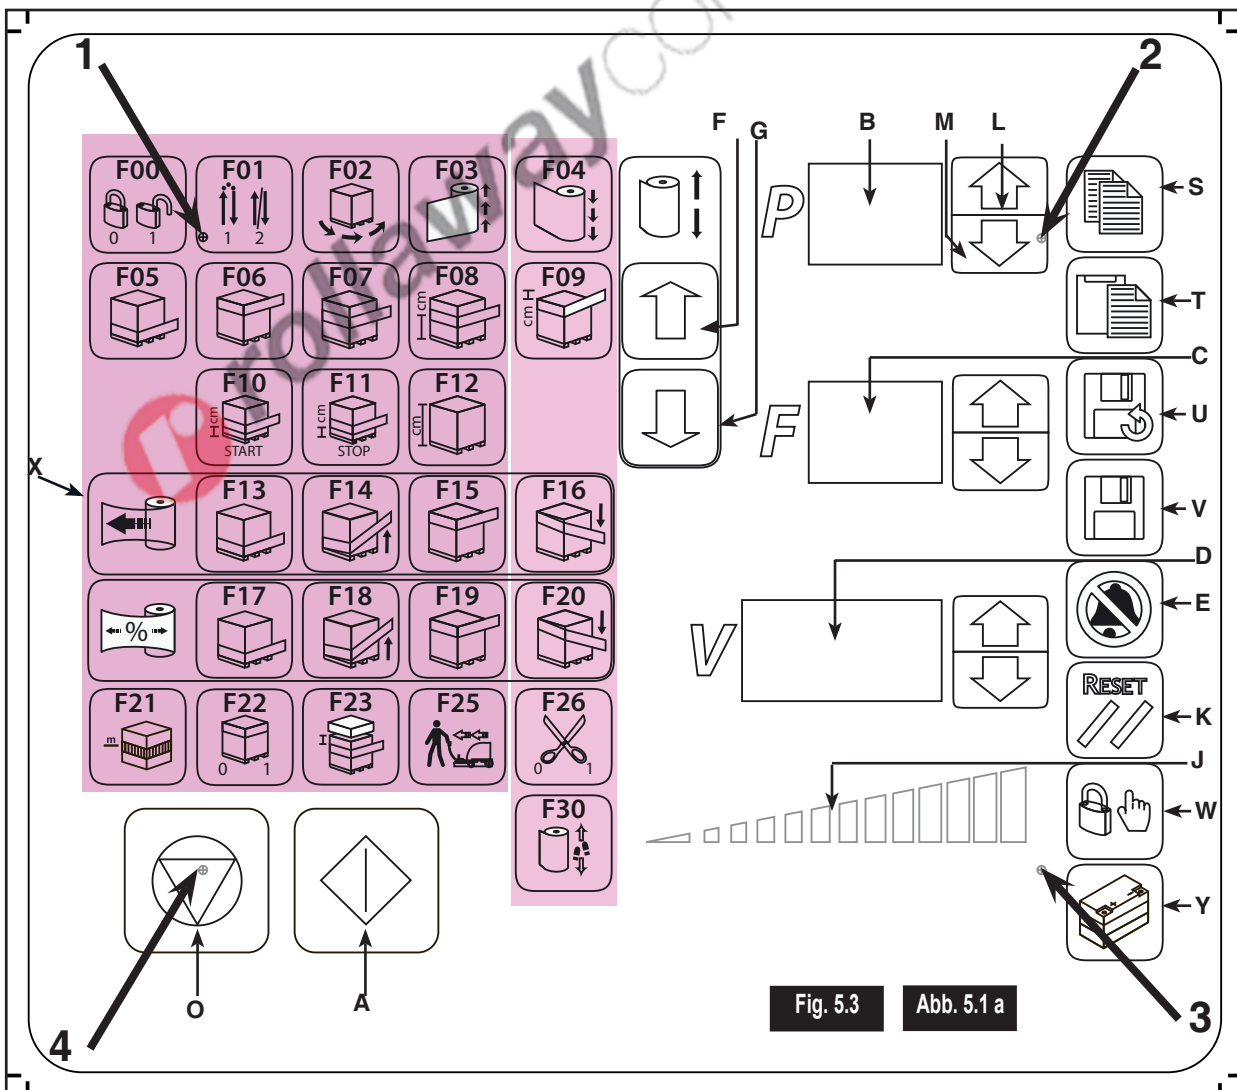 1
2
rollaway
F G B M L
F00 F01 F02 F03 F04
0 1 1 2
P
S
T
F05 F06 F07 F08 F09
cm cm
C
F10 F11 F12
cm cm cm
START STOP
F
U
X
F13 F14 F15 F16
V
D
F17 F18 F19 F20
%
V
E
RESET
K
F21 F22 F23 F25 F26
m 0 1 0 1
J
F30
W
+ -
Y
O
A
Fig. 5.3 Abb. 5.1 a
3
4